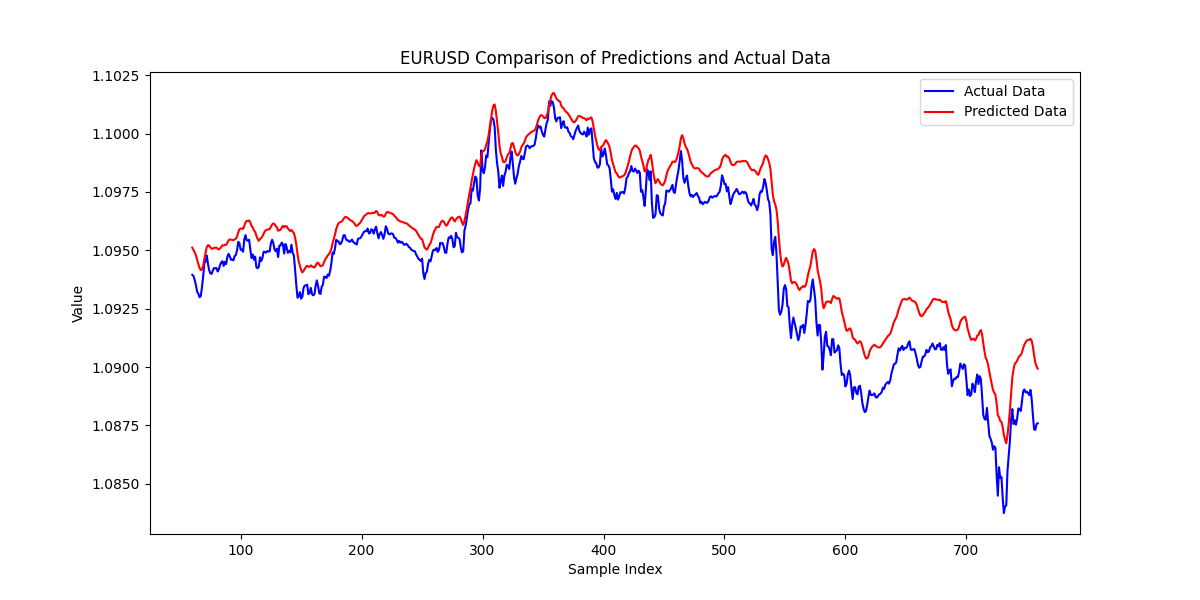 EURUSD Comparison of Predictions and Actual Data
Actual Data
Predicted Data
Value
1.1025
1.1000
1.0975
1.0950
1.0925
1.0900
1.0875
1.0850
100 200 300 400 500 600 700
Sample Index